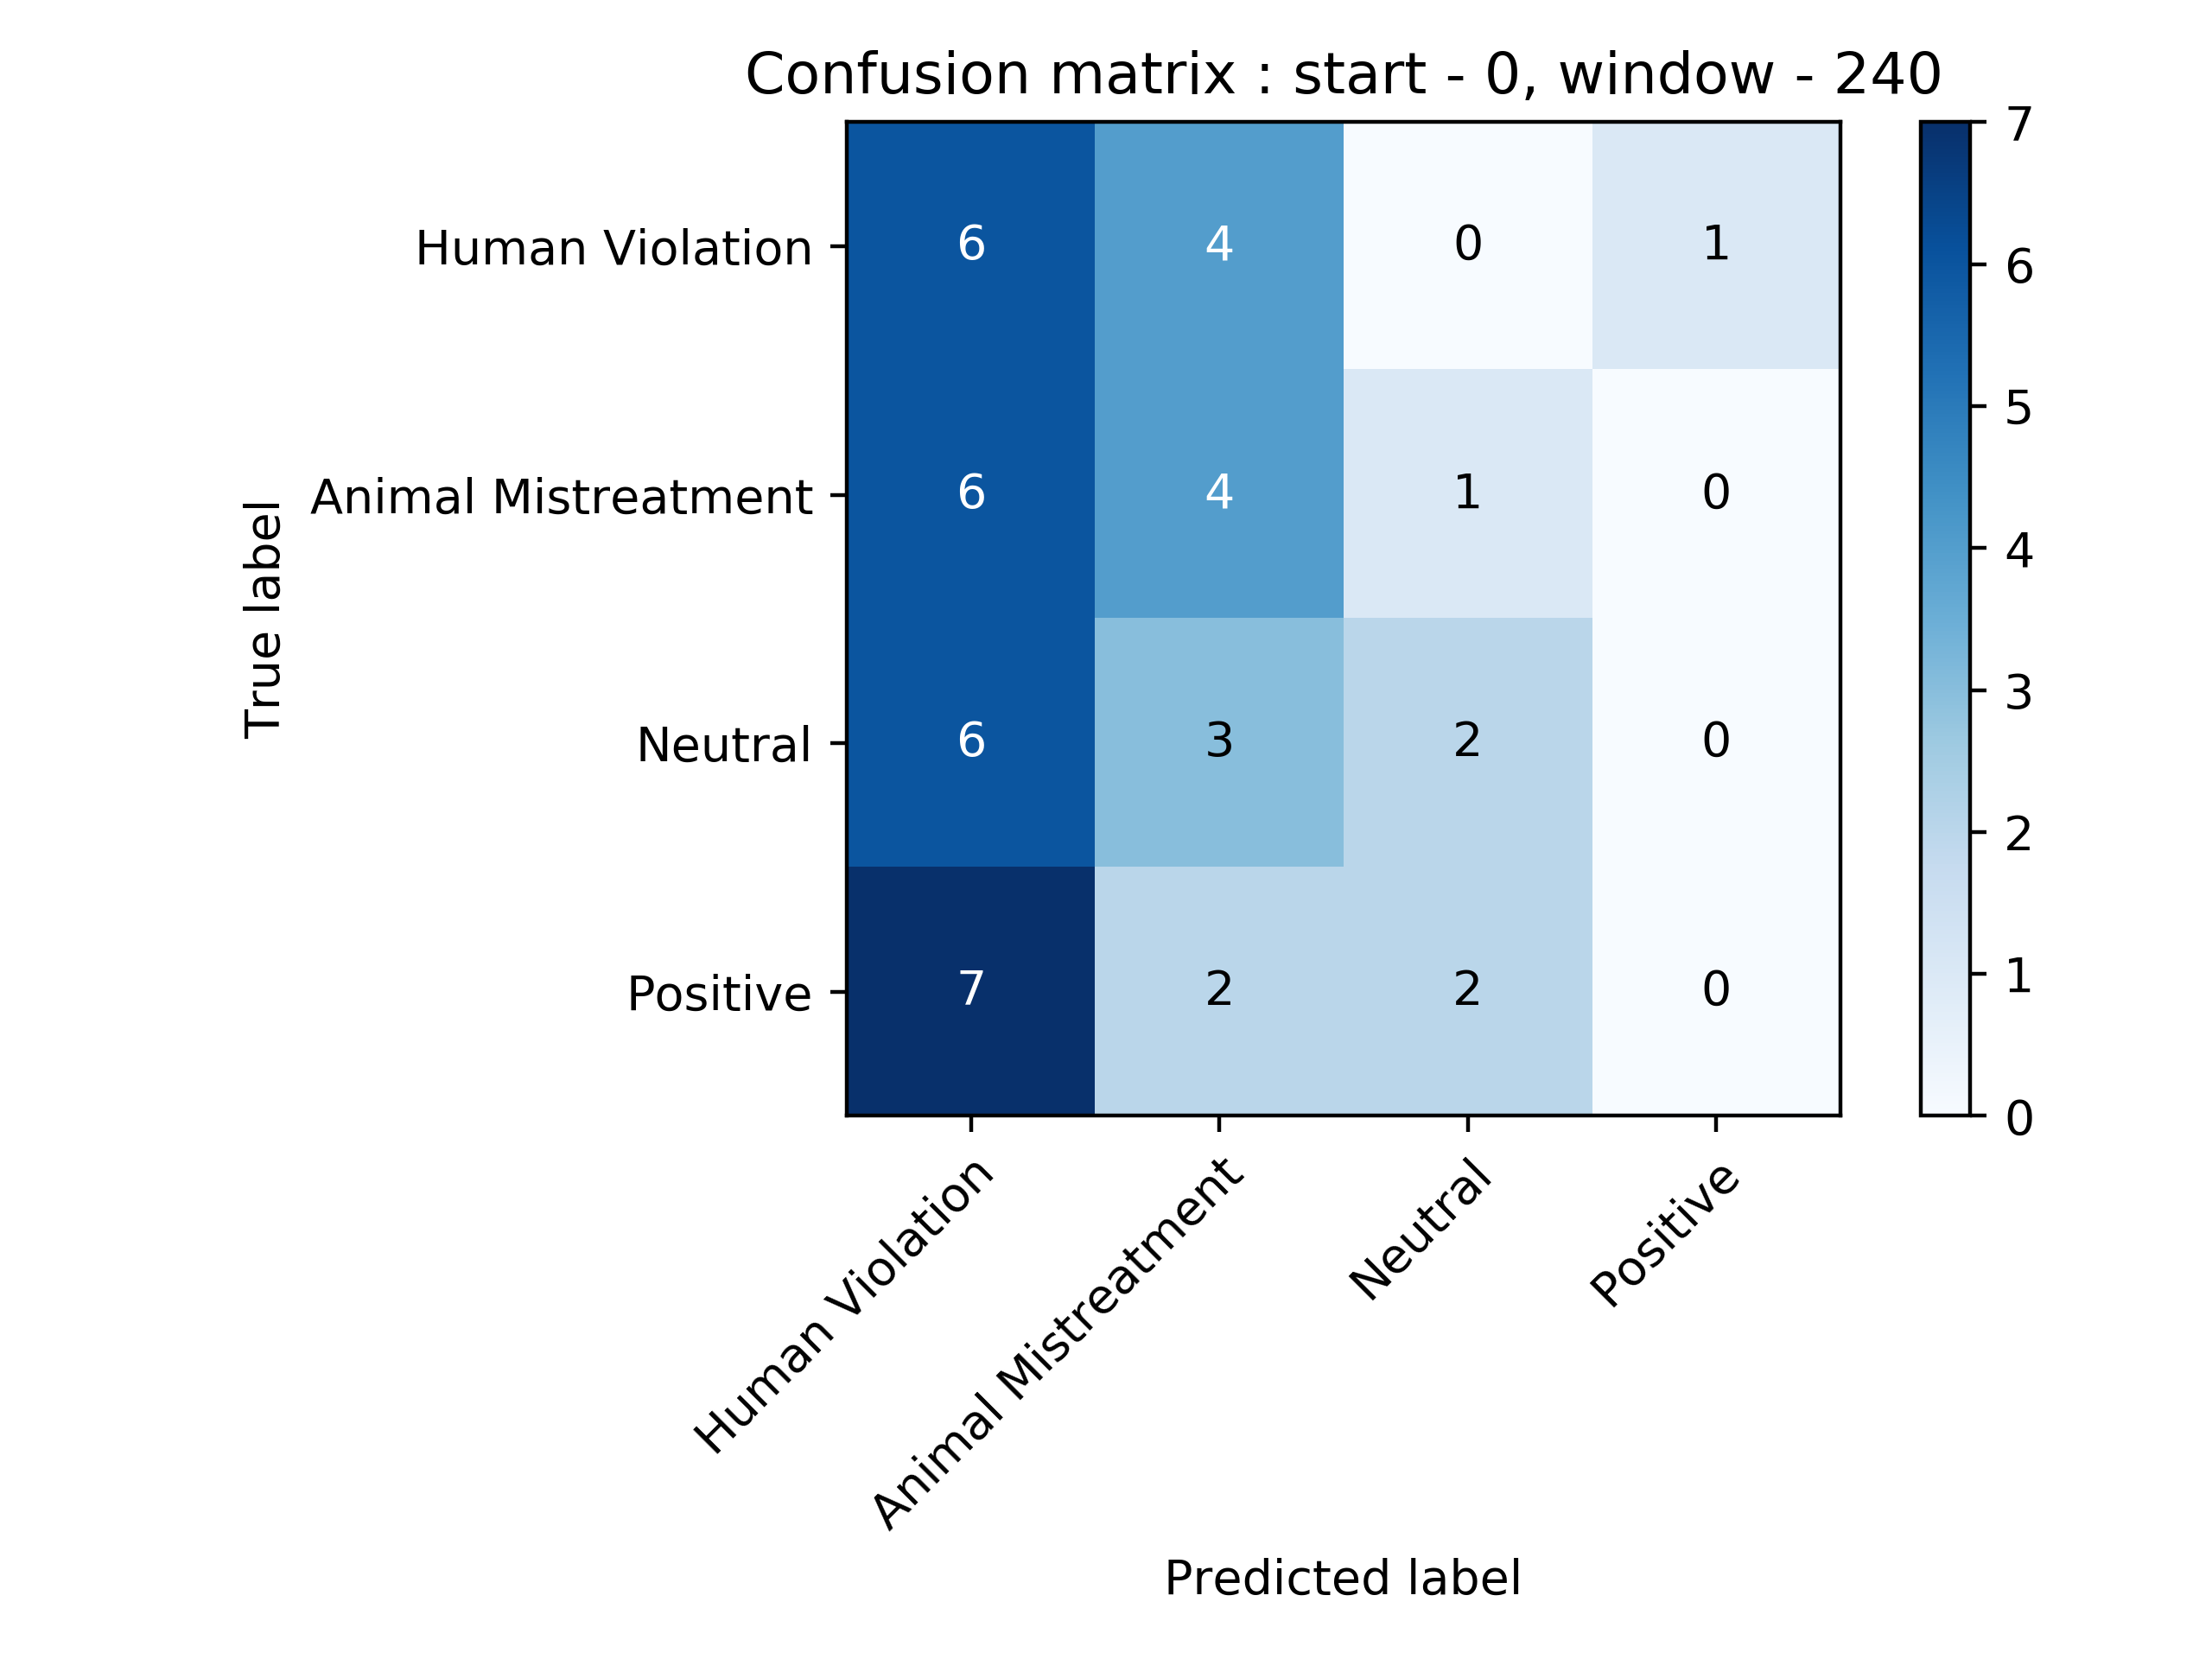 Confusion matrix : start - 0, window - 240
Human Violation 6 4 0 1
Animal Mistreatment 6 4 1 0
Neutral 6 3 2 0
Positive 7 2 2 0
True label
Human Violation
Animal Mistreatment
Neutral
Positive
Predicted label
7
6
5
4
3
2
1
0